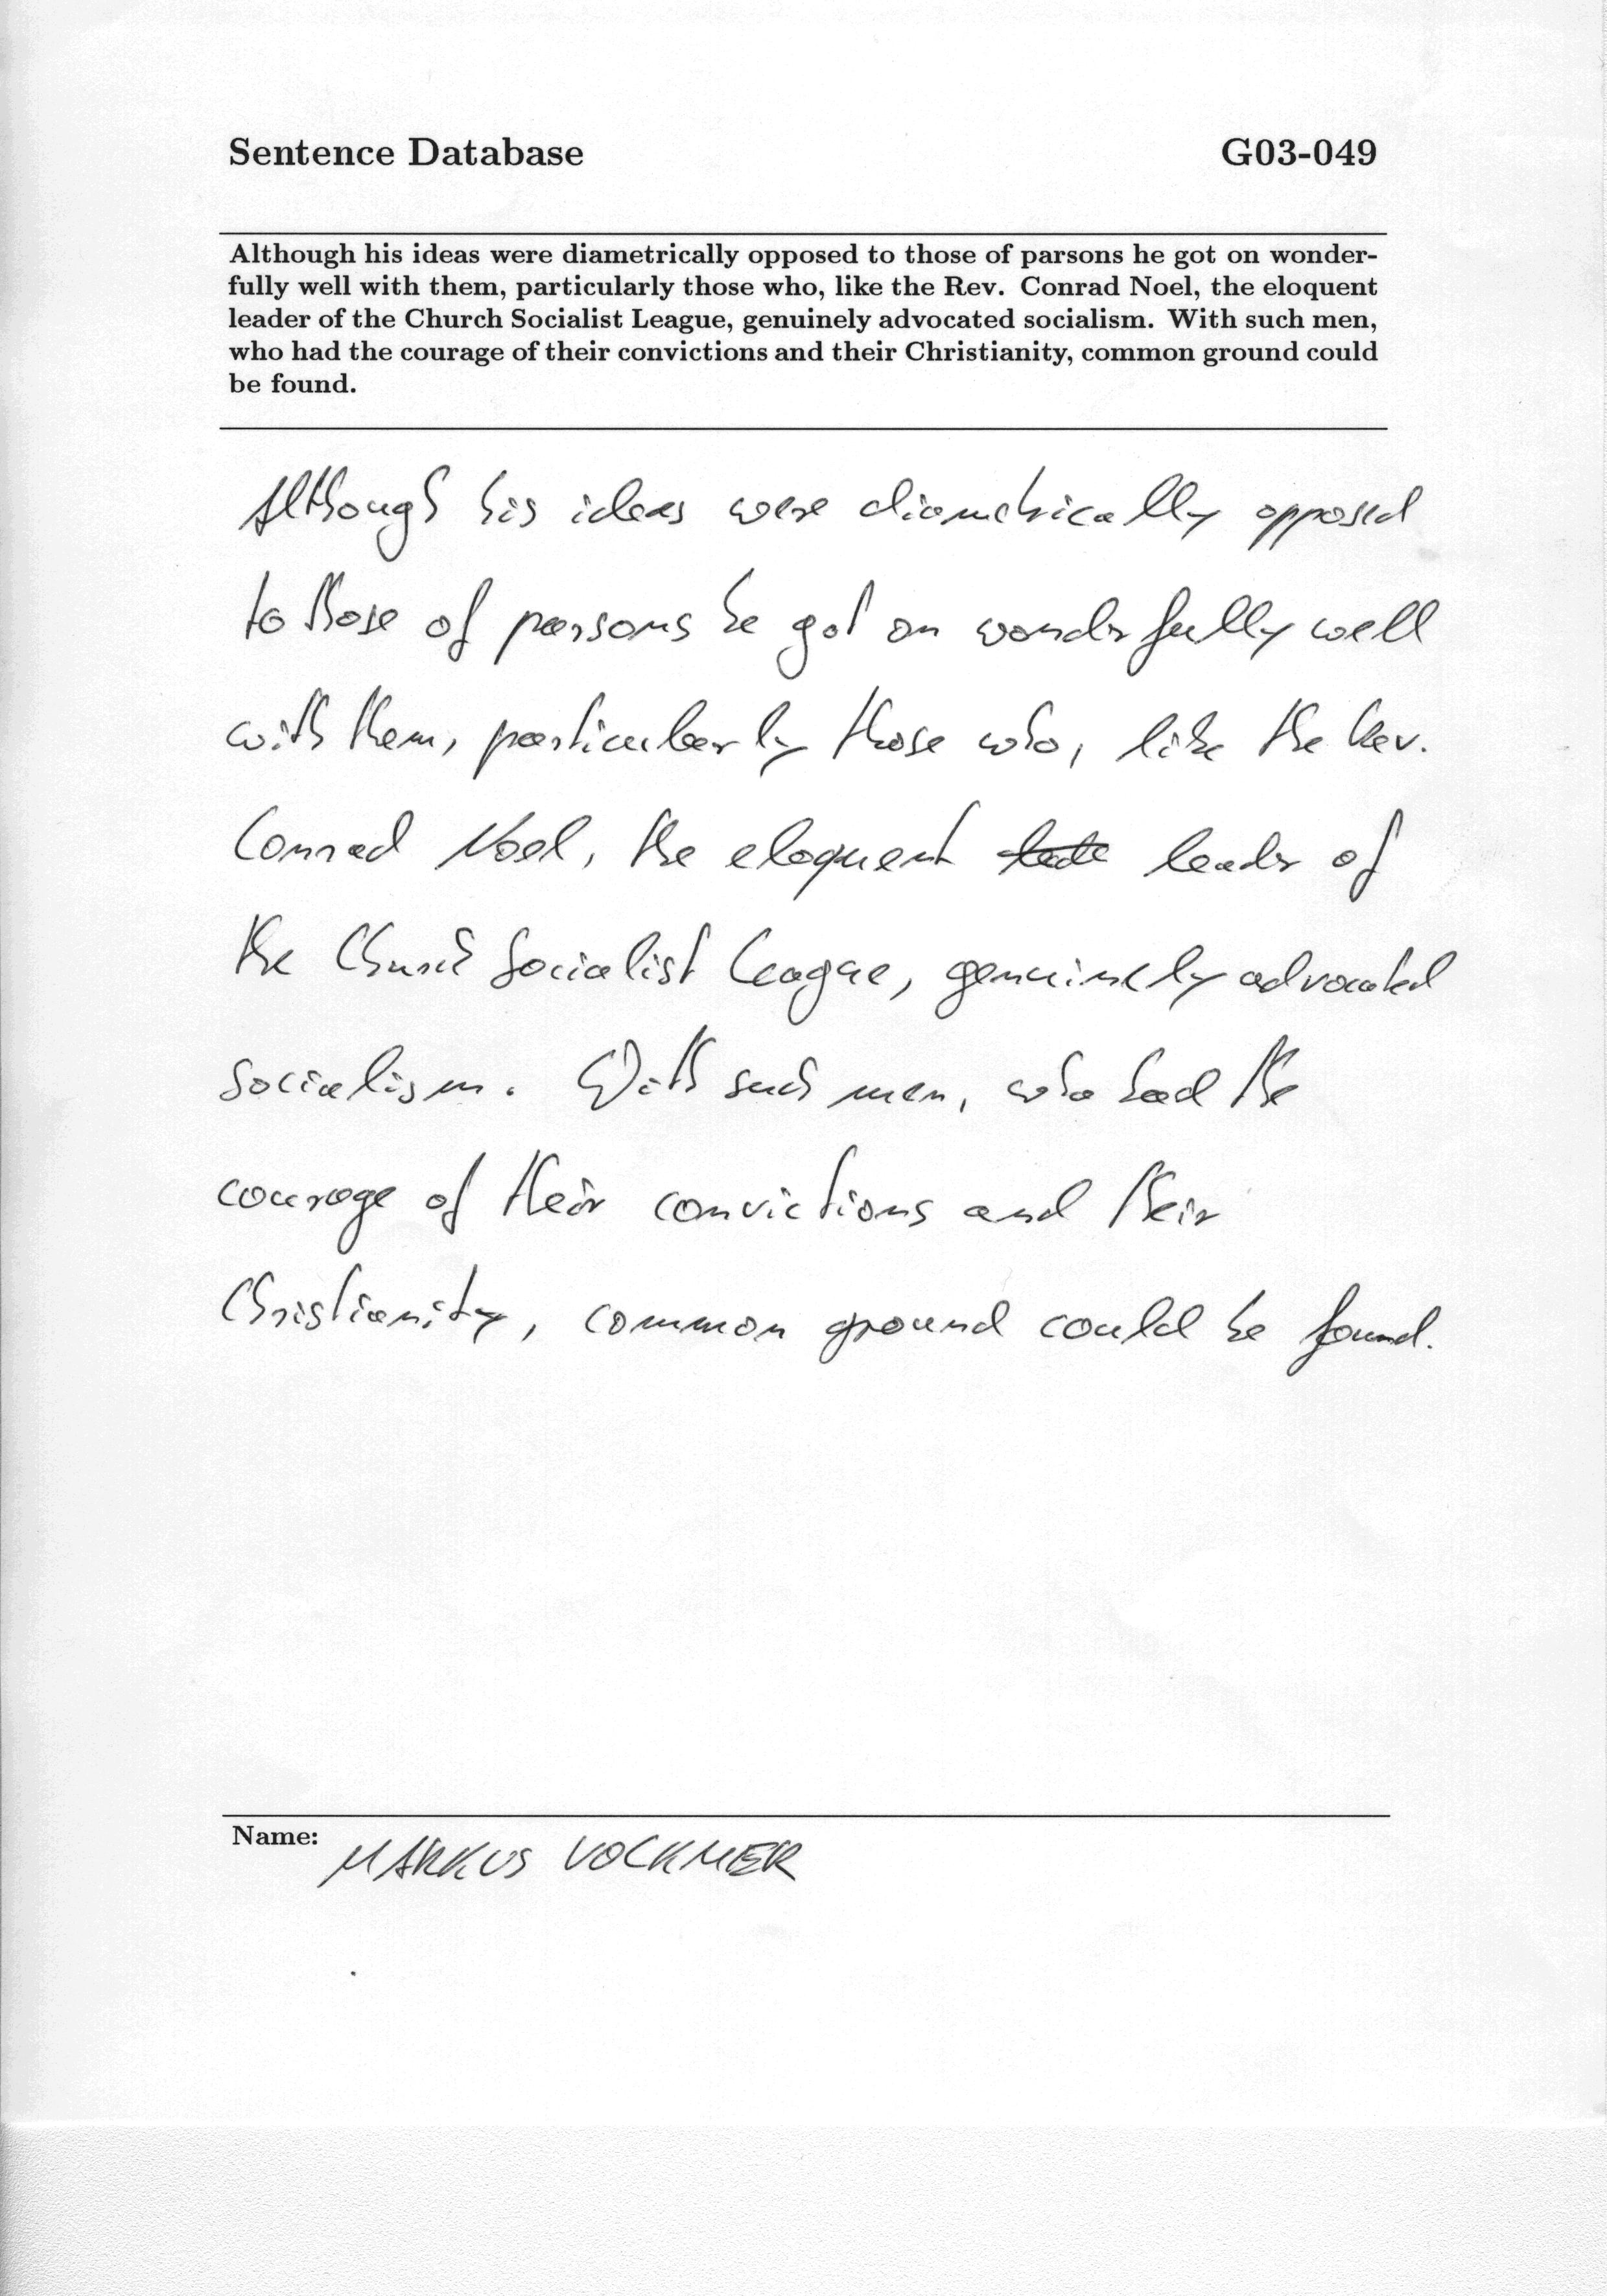 Sentence Database G03-049
Although his ideas were diametrically opposed to those of parsons he got on wonder-
fully well with them, particularly those who, like the Rev. Conrad Noel, the eloquent
leader of the Church Socialist League, genuinely advocated socialism. With such men,
who had the courage of their convictions and their Christianity, common ground could
be found.
Although his ideas were diametrically opposed
to those of parsons he got on wonderfully well
with them, particularly those who, like the Rev.
Conrad Noel, the eloquent leader of
the Church Socialist League, genuinely advocated
socialism. With such men, who had the
courage of their convictions and their
Christianity, common ground could be found.
Name: MARKUS VOCKMER